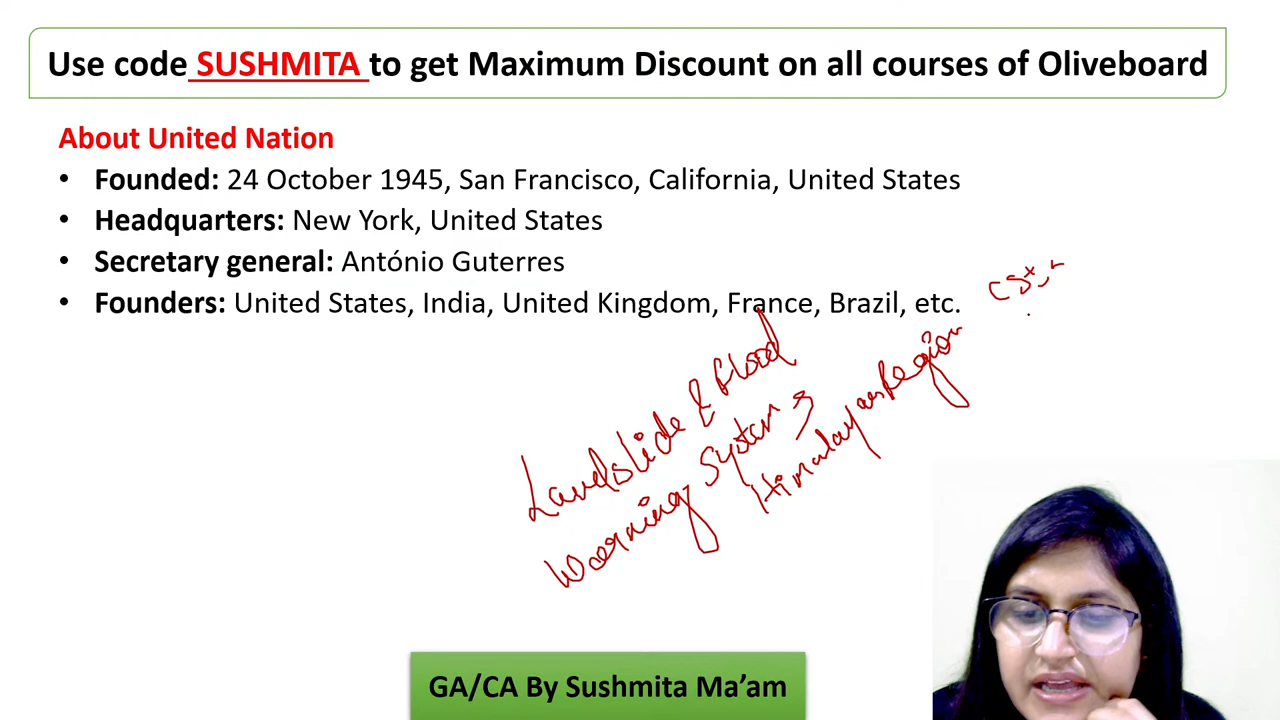 Use code SUSHMITA to get Maximum Discount on all courses of Oliveboard
About United Nation
• Founded: 24 October 1945, San Francisco, California, United States
• Headquarters: New York, United States
• Secretary general: António Guterres
• Founders: United States, India, United Kingdom, France, Brazil, etc.
Landslide & flood
Warning System
Himalayan Region
GA/CA By Sushmita Ma’am